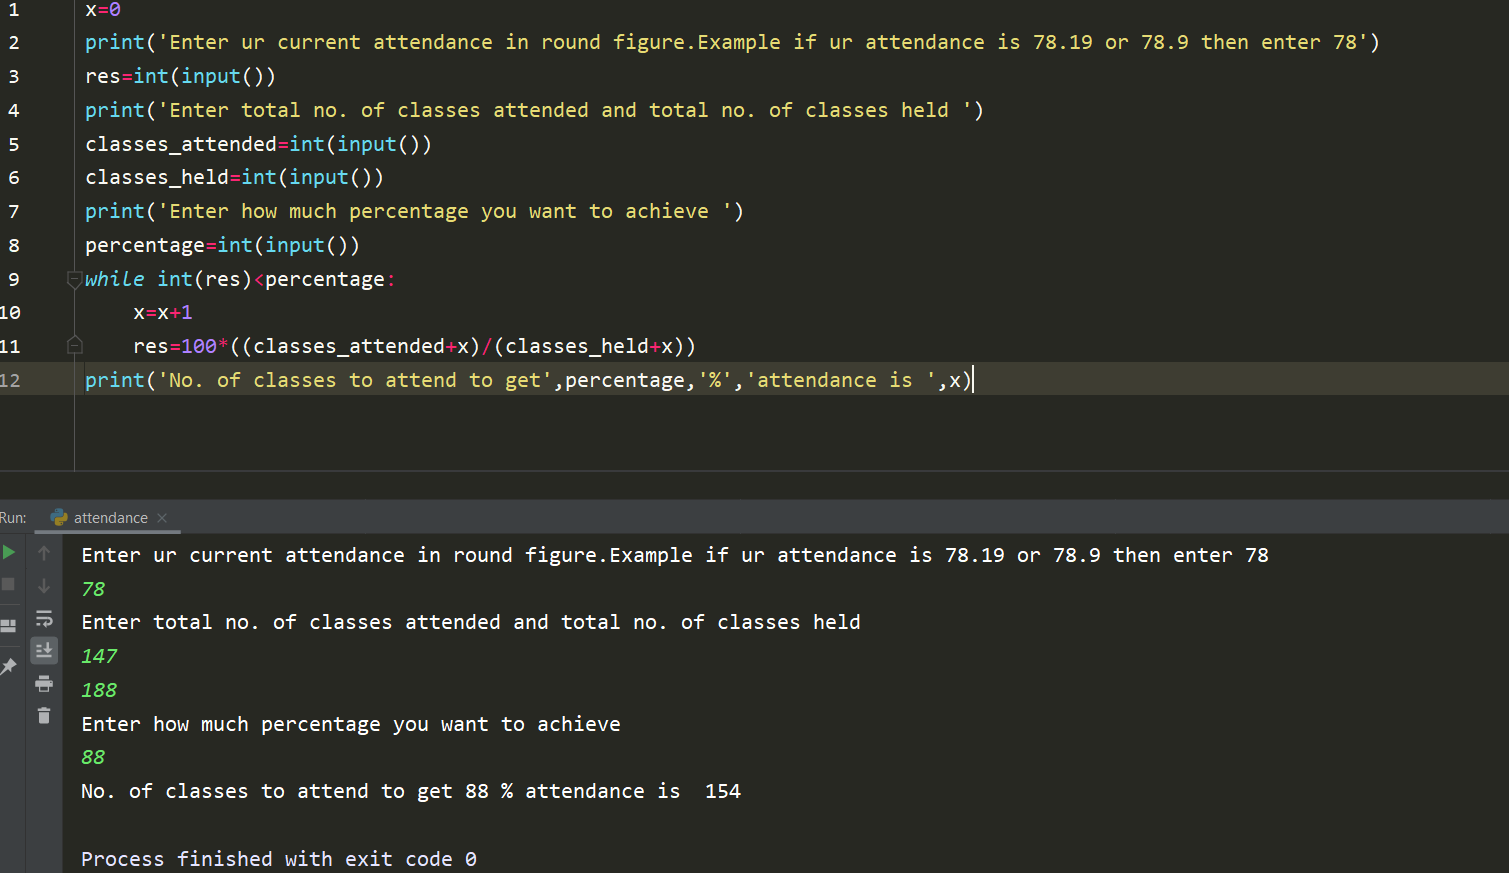 1 x=0
2 print('Enter ur current attendance in round figure.Example if ur attendance is 78.19 or 78.9 then enter 78')
3 res=int(input())
4 print('Enter total no. of classes attended and total no. of classes held ')
5 classes_attended=int(input())
6 classes_held=int(input())
7 print('Enter how much percentage you want to achieve ')
8 percentage=int(input())
9 while int(res)<percentage:
10 x=x+1
11 res=100*((classes_attended+x)/(classes_held+x))
12 print('No. of classes to attend to get',percentage,'%','attendance is ',x)
Run: attendance
Enter ur current attendance in round figure.Example if ur attendance is 78.19 or 78.9 then enter 78
78
Enter total no. of classes attended and total no. of classes held
147
188
Enter how much percentage you want to achieve
88
No. of classes to attend to get 88 % attendance is  154
Process finished with exit code 0